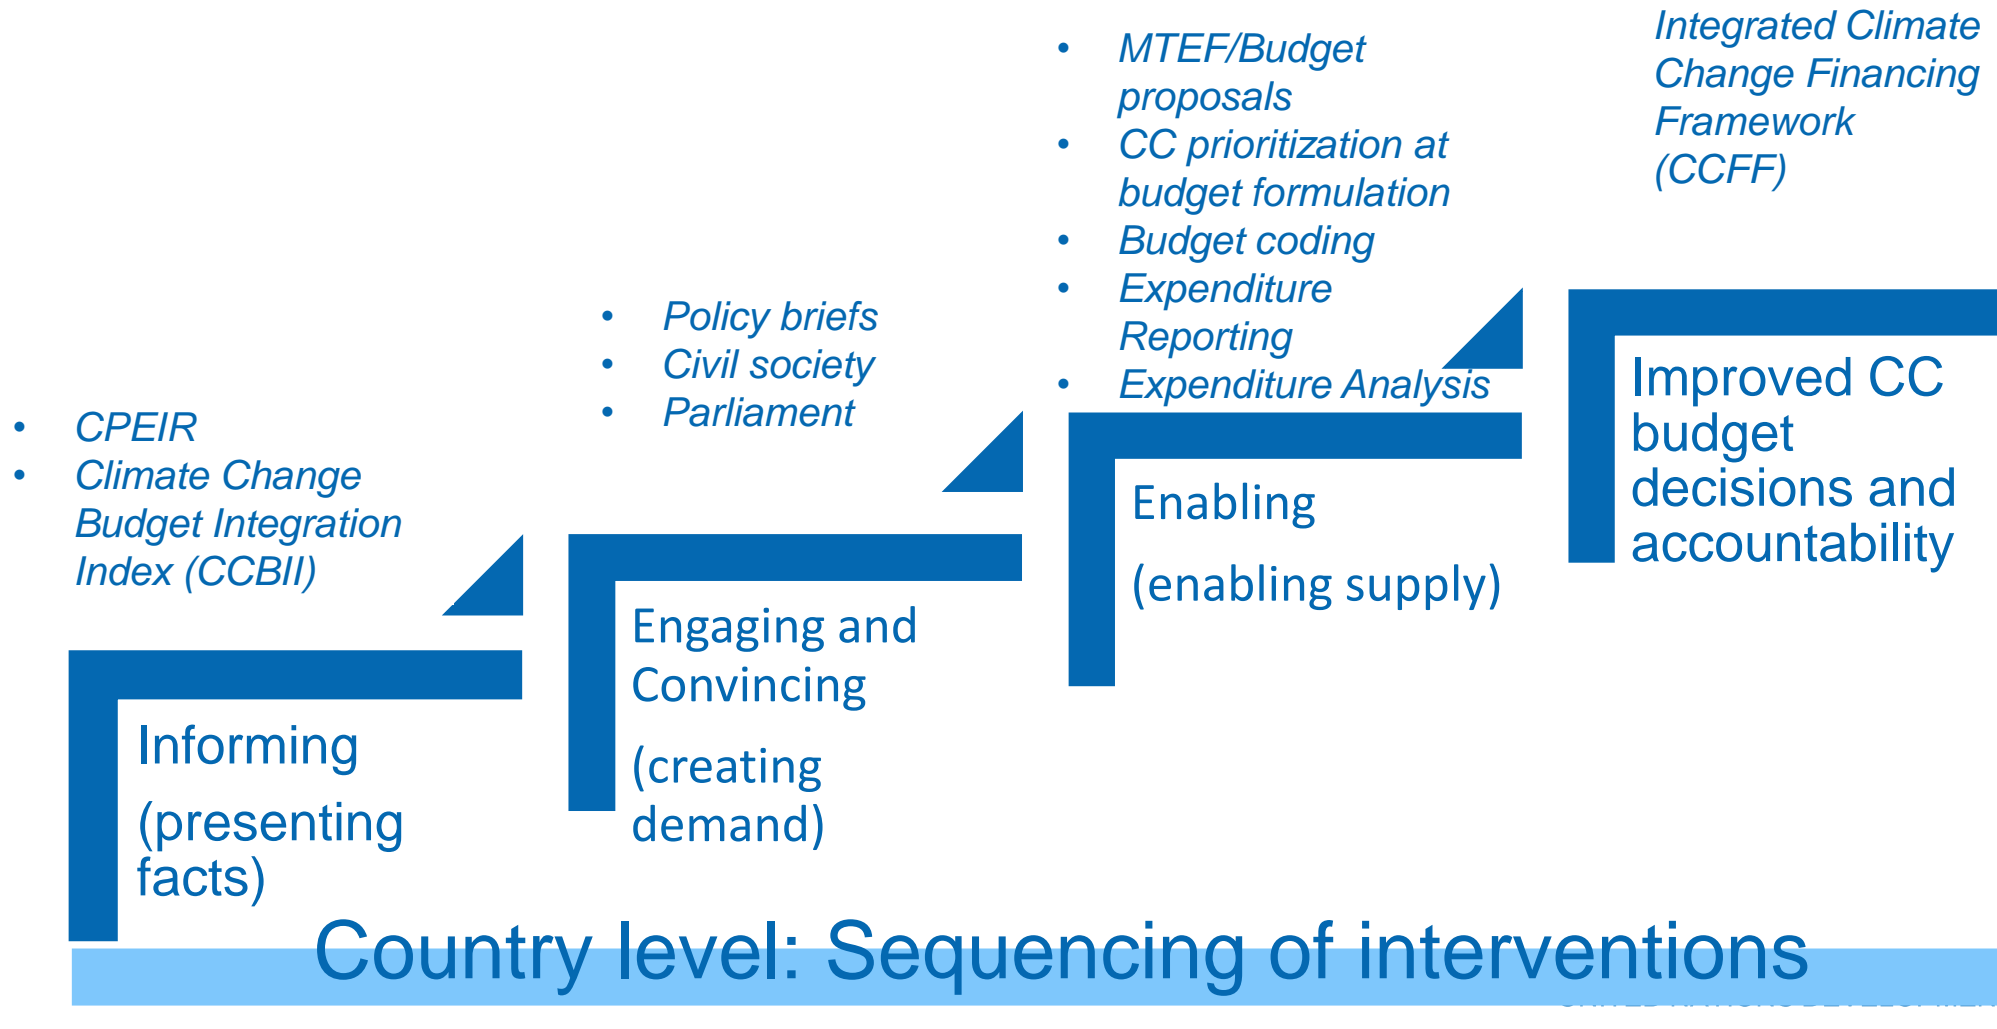 • CPEIR
• Climate Change
Budget Integration
Index (CCBII)
Informing
(presenting
facts)
• Policy briefs
• Civil society
• Parliament
Engaging and
Convincing
(creating
demand)
• MTEF/Budget
proposals
• CC prioritization at
budget formulation
• Budget coding
• Expenditure
Reporting
• Expenditure Analysis
Enabling
(enabling supply)
Integrated Climate
Change Financing
Framework
(CCFF)
Improved CC
budget
decisions and
accountability
Country level: Sequencing of interventions